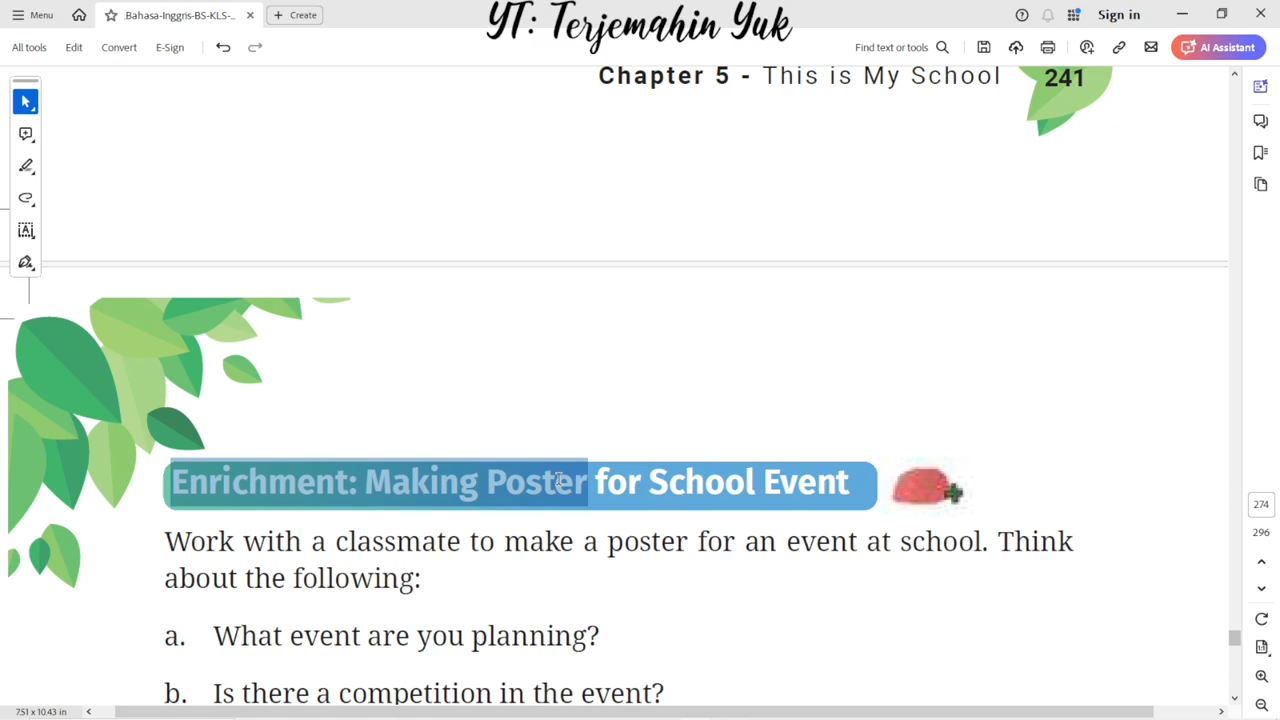 Menu
.Bahasa-Inggris-BS-KLS-...
Create
YT: Terjemahin Yuk
Sign in
All tools
Edit
Convert
E-Sign
Find text or tools
AI Assistant
Chapter 5 - This is My School
241
Enrichment: Making Poster for School Event
Work with a classmate to make a poster for an event at school. Think
about the following:
a. What event are you planning?
b. Is there a competition in the event?
274
296
7.51 x 10.43 in